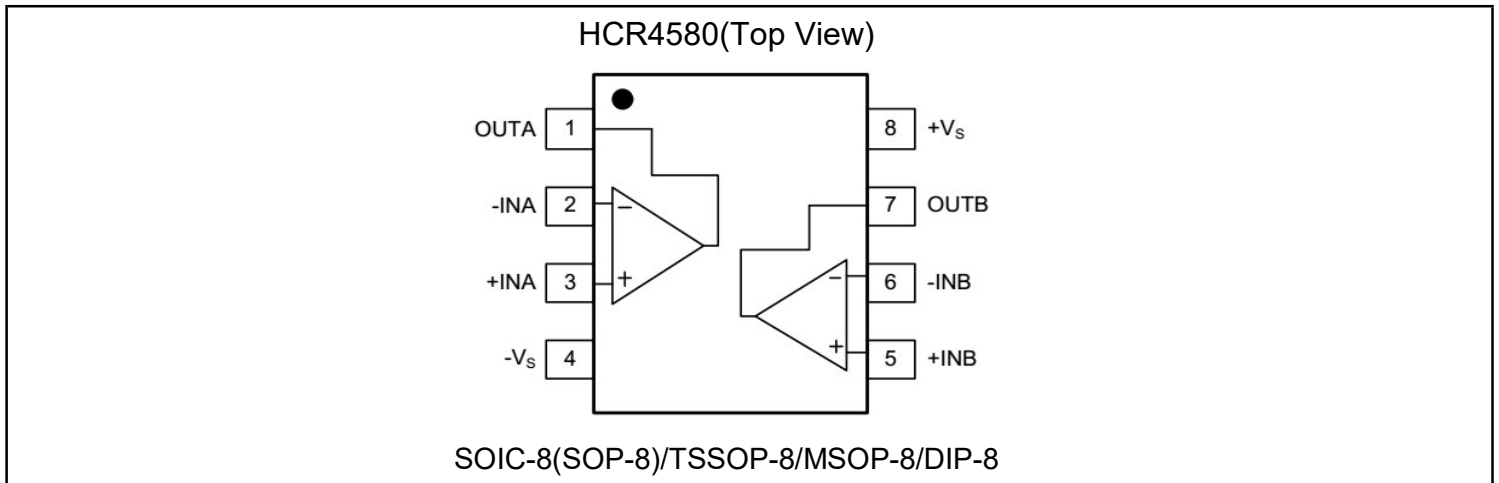 HCR4580(Top View)
OUTA 1
8 +Vs
-INA 2 −
7 OUTB
+INA 3 +
− 6 -INB
-Vs 4
+ 5 +INB
SOIC-8(SOP-8)/TSSOP-8/MSOP-8/DIP-8